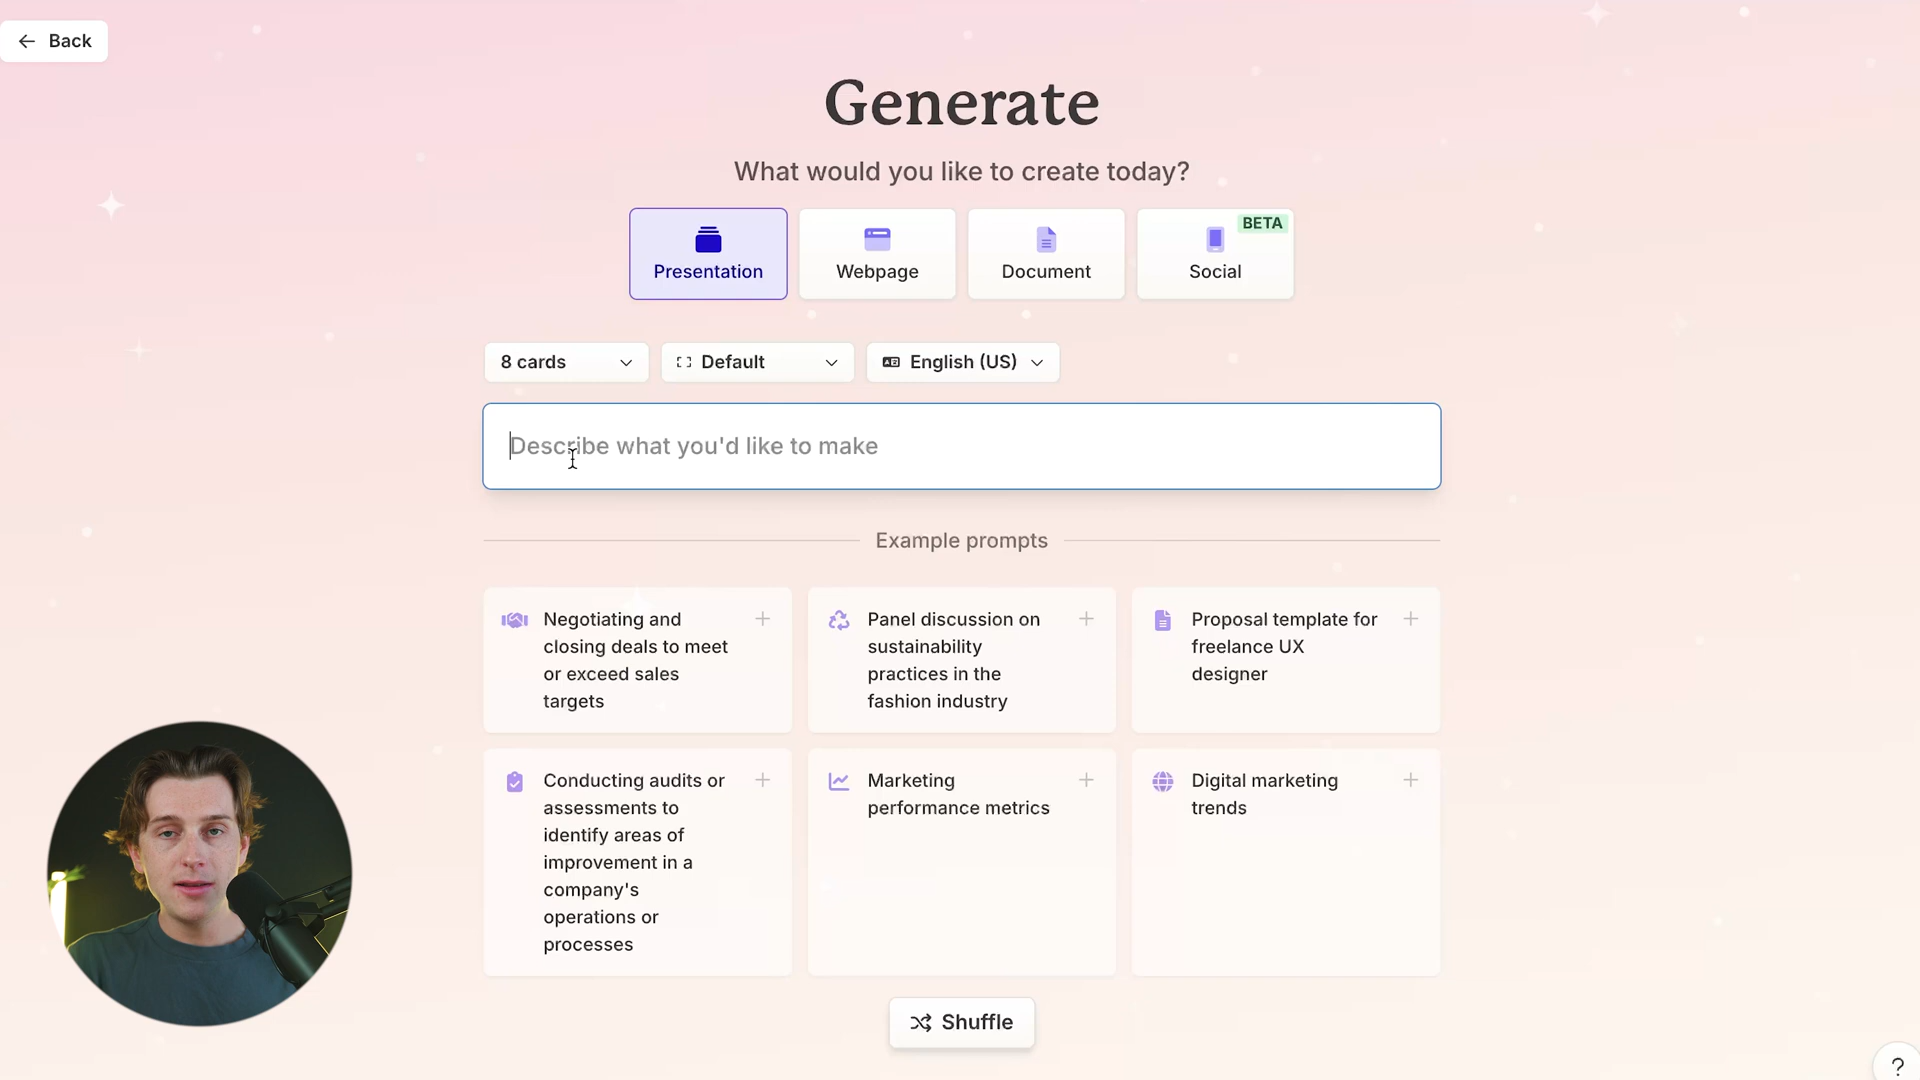 Back
Generate
What would you like to create today?
Presentation
Webpage
Document
BETA
Social
8 cards
Default
English (US)
Describe what you'd like to make
Example prompts
Negotiating and
closing deals to meet
or exceed sales
targets
Panel discussion on
sustainability
practices in the
fashion industry
Proposal template for
freelance UX
designer
Conducting audits or
assessments to
identify areas of
improvement in a
company's
operations or
processes
Marketing
performance metrics
Digital marketing
trends
Shuffle
?